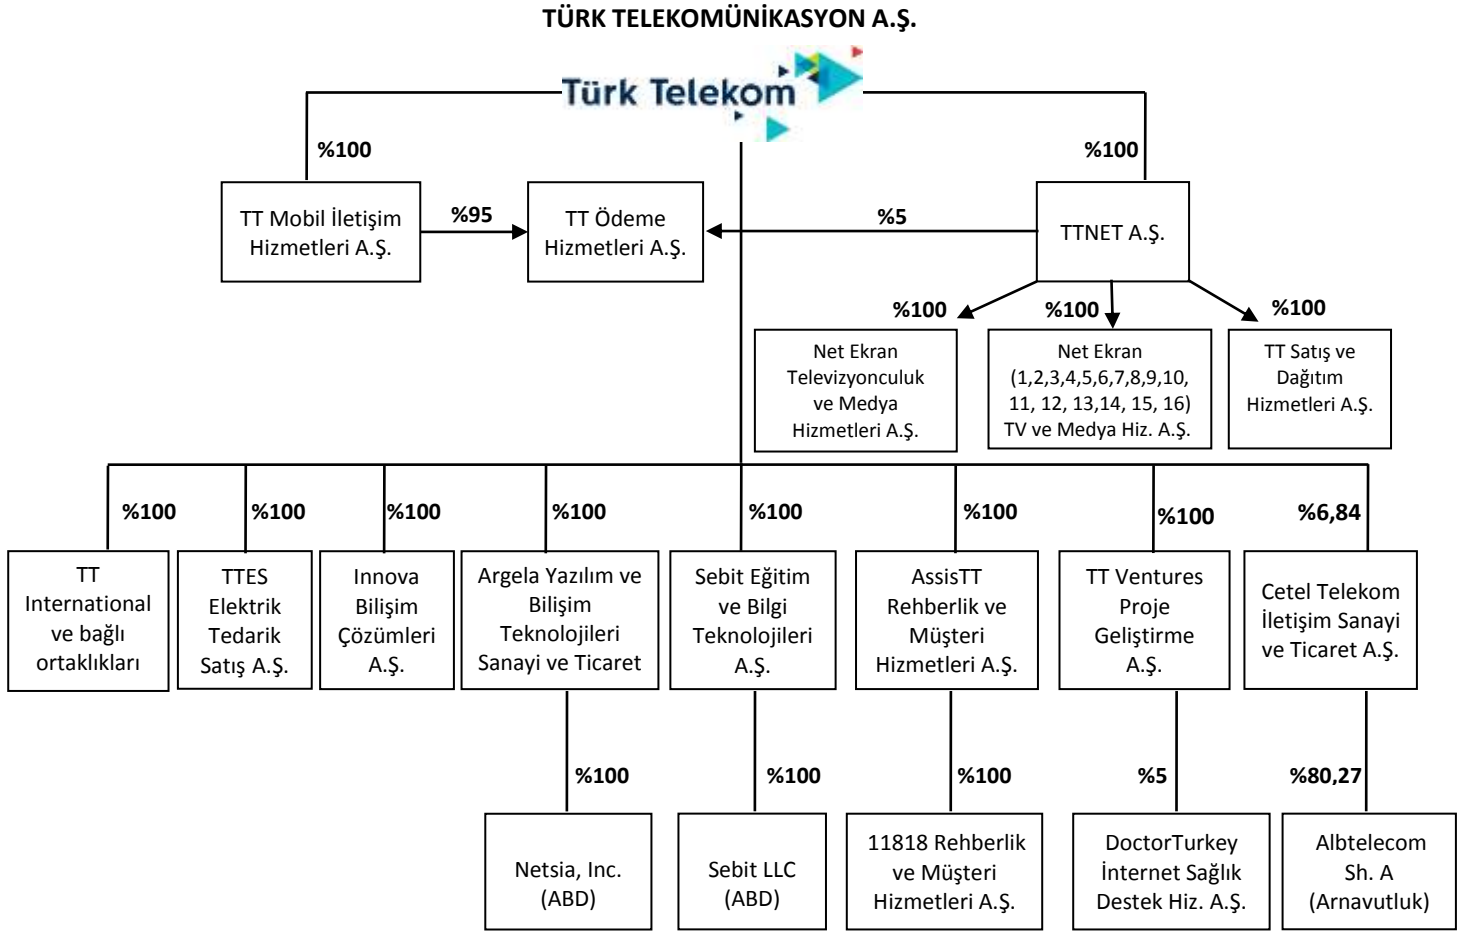 TÜRK TELEKOMÜNİKASYON A.Ş.
Türk Telekom
%100
%100
TT Mobil İletişim
Hizmetleri A.Ş.
%95
TT Ödeme
Hizmetleri A.Ş.
%5
TTNET A.Ş.
%100
%100
%100
Net Ekran
Televizyonculuk
ve Medya
Hizmetleri A.Ş.
Net Ekran
(1,2,3,4,5,6,7,8,9,10,
11, 12, 13,14, 15, 16)
TV ve Medya Hiz. A.Ş.
TT Satış ve
Dağıtım
Hizmetleri A.Ş.
%100
%100
%100
%100
%100
%100
%100
%6,84
TT
International
ve bağlı
ortaklıkları
TTES
Elektrik
Tedarik
Satış A.Ş.
Innova
Bilişim
Çözümleri
A.Ş.
Argela Yazılım ve
Bilişim
Teknolojileri
Sanayi ve Ticaret
Sebit Eğitim
ve Bilgi
Teknolojileri
A.Ş.
AssisTT
Rehberlik ve
Müşteri
Hizmetleri A.Ş.
TT Ventures
Proje
Geliştirme
A.Ş.
Cetel Telekom
İletişim Sanayi
ve Ticaret A.Ş.
%100
%100
%100
%5
%80,27
Netsia, Inc.
(ABD)
Sebit LLC
(ABD)
11818 Rehberlik
ve Müşteri
Hizmetleri A.Ş.
DoctorTurkey
İnternet Sağlık
Destek Hiz. A.Ş.
Albtelecom
Sh. A
(Arnavutluk)